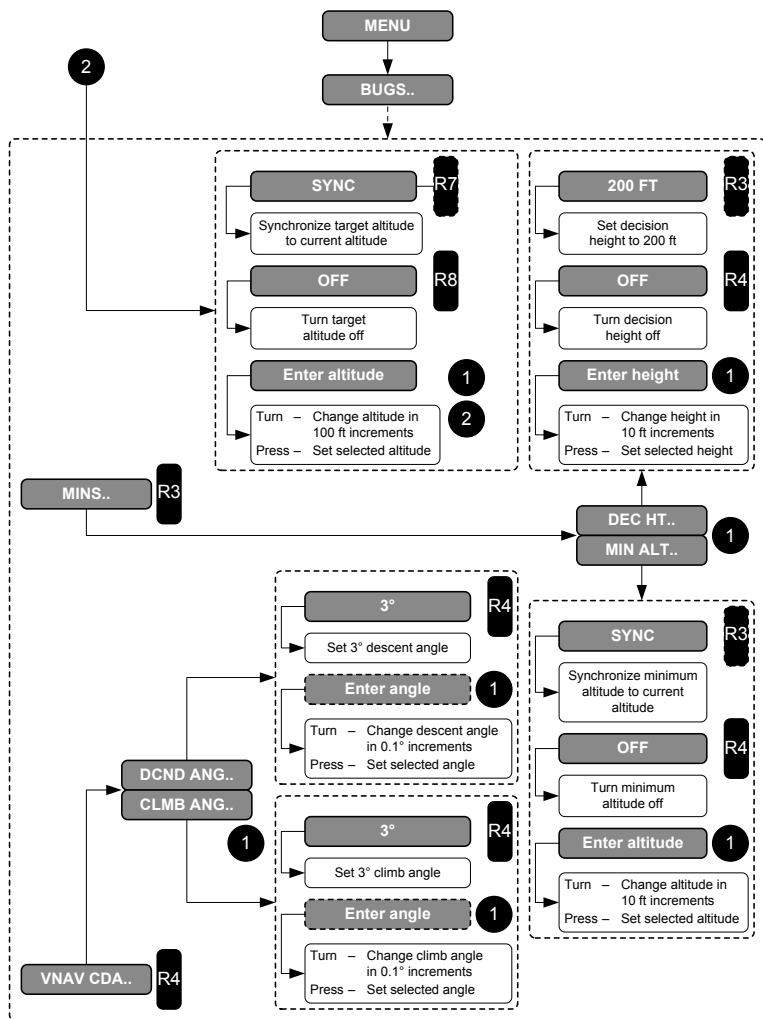 MENU
2
BUGS..
SYNC
R7
Synchronize target altitude
to current altitude
OFF
R8
Turn target
altitude off
Enter altitude
1
Turn – Change altitude in
100 ft increments
Press – Set selected altitude
2
200 FT
R3
Set decision
height to 200 ft
OFF
R4
Turn decision
height off
Enter height
1
Turn – Change height in
10 ft increments
Press – Set selected height
MINS..
R3
DEC HT..
MIN ALT..
1
3°
R4
Set 3° descent angle
Enter angle
1
Turn – Change descent angle
in 0.1° increments
Press – Set selected angle
SYNC
R3
Synchronize minimum
altitude to current
altitude
OFF
R4
Turn minimum
altitude off
Enter altitude
1
Turn – Change altitude in
10 ft increments
Press – Set selected altitude
DCND ANG..
CLMB ANG..
1
3°
R4
Set 3° climb angle
Enter angle
1
Turn – Change climb angle
in 0.1° increments
Press – Set selected angle
VNAV CDA..
R4